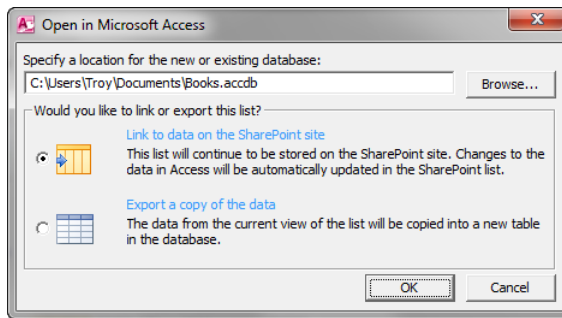 Open in Microsoft Access
Specify a location for the new or existing database:
C:\Users\Troy\Documents\Books.accdb
Browse...
Would you like to link or export this list?
Link to data on the SharePoint site
This list will continue to be stored on the SharePoint site. Changes to the
data in Access will be automatically updated in the SharePoint list.
Export a copy of the data
The data from the current view of the list will be copied into a new table
in the database.
OK
Cancel